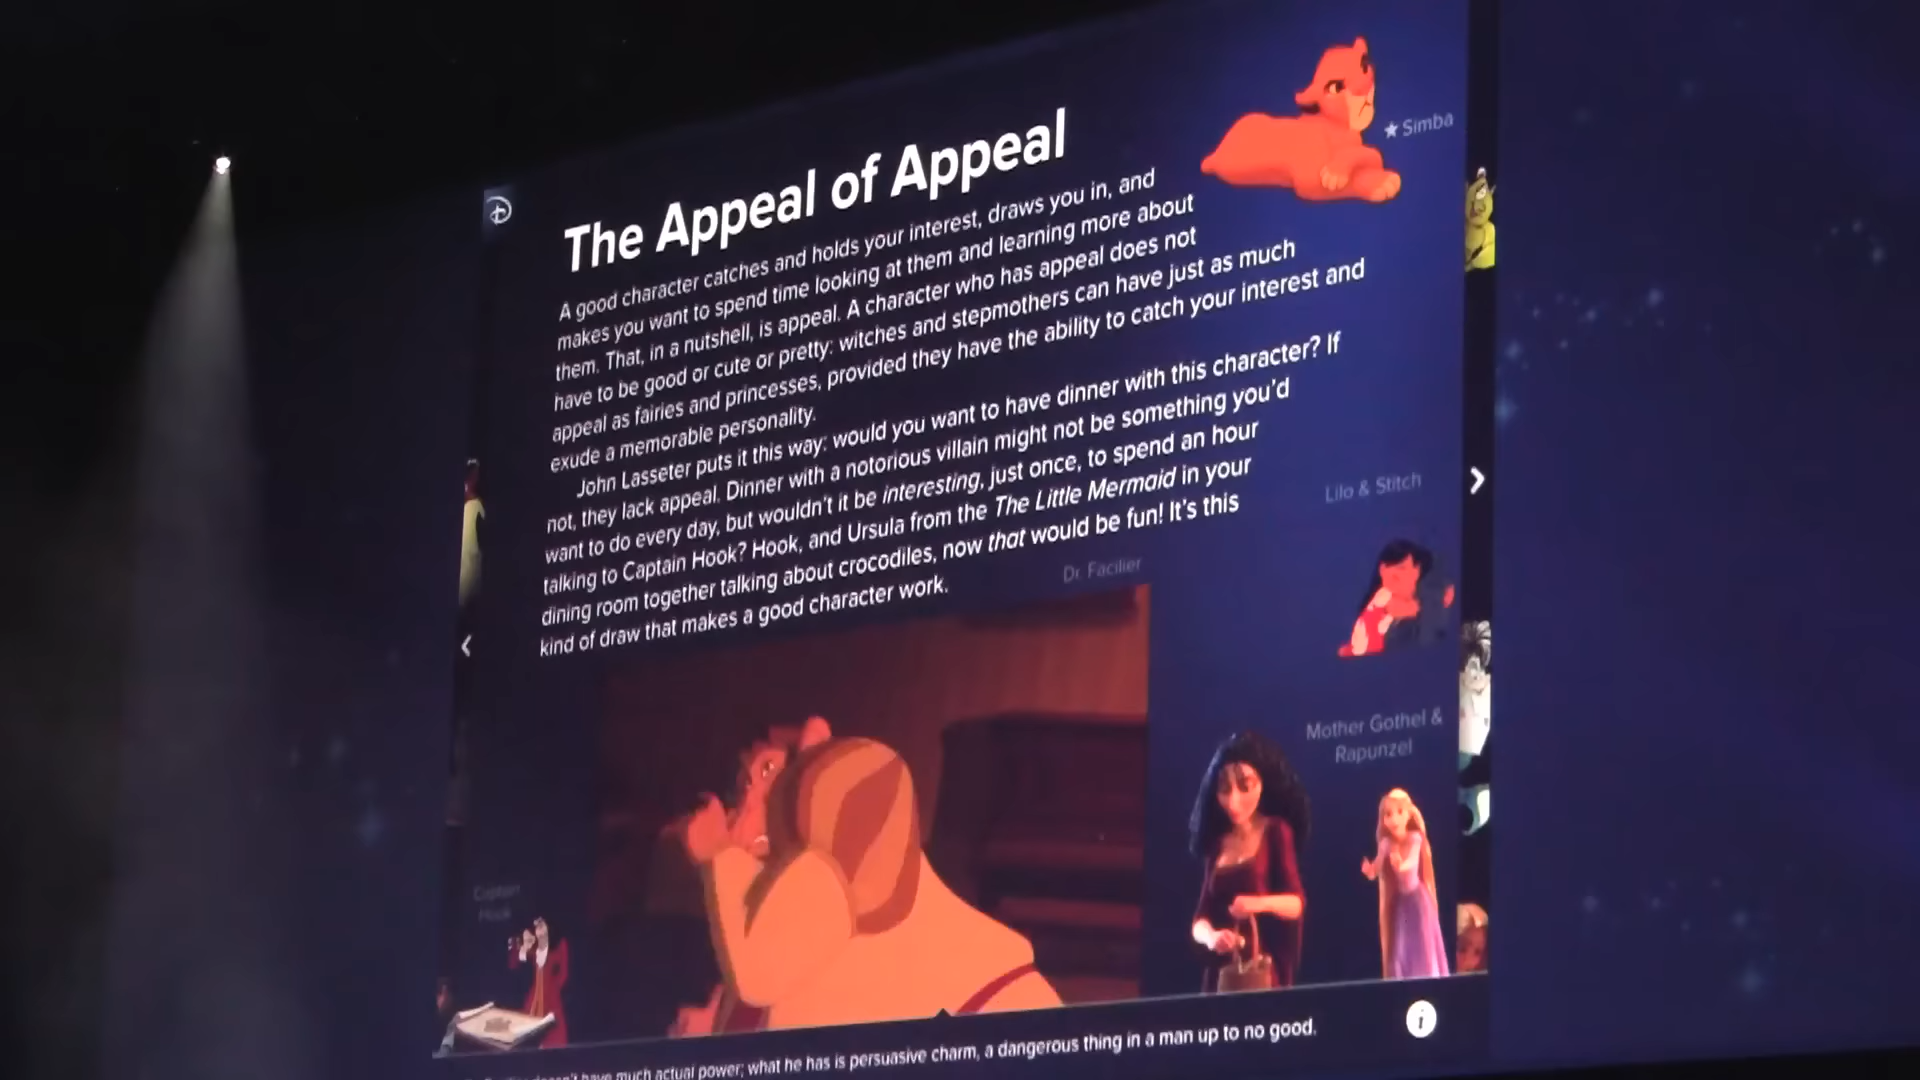 The Appeal of Appeal
★ Simba
A good character catches and holds your interest, draws you in, and
makes you want to spend time looking at them and learning more about
them. That, in a nutshell, is appeal. A character who has appeal does not
have to be good or cute or pretty: witches and stepmothers can have just as much
appeal as fairies and princesses, provided they have the ability to catch your interest and
exude a memorable personality.
John Lasseter puts it this way: would you want to have dinner with this character? If
not, they lack appeal. Dinner with a notorious villain might not be something you'd
want to do every day, but wouldn't it be interesting, just once, to spend an hour
talking to Captain Hook? Hook, and Ursula from the The Little Mermaid in your
dining room together talking about crocodiles, now that would be fun! It's this
kind of draw that makes a good character work.
Lilo & Stitch
Dr. Facilier
Mother Gothel &
Rapunzel
Captain
Hook
doesn't have much actual power; what he has is persuasive charm, a dangerous thing in a man up to no good.
i